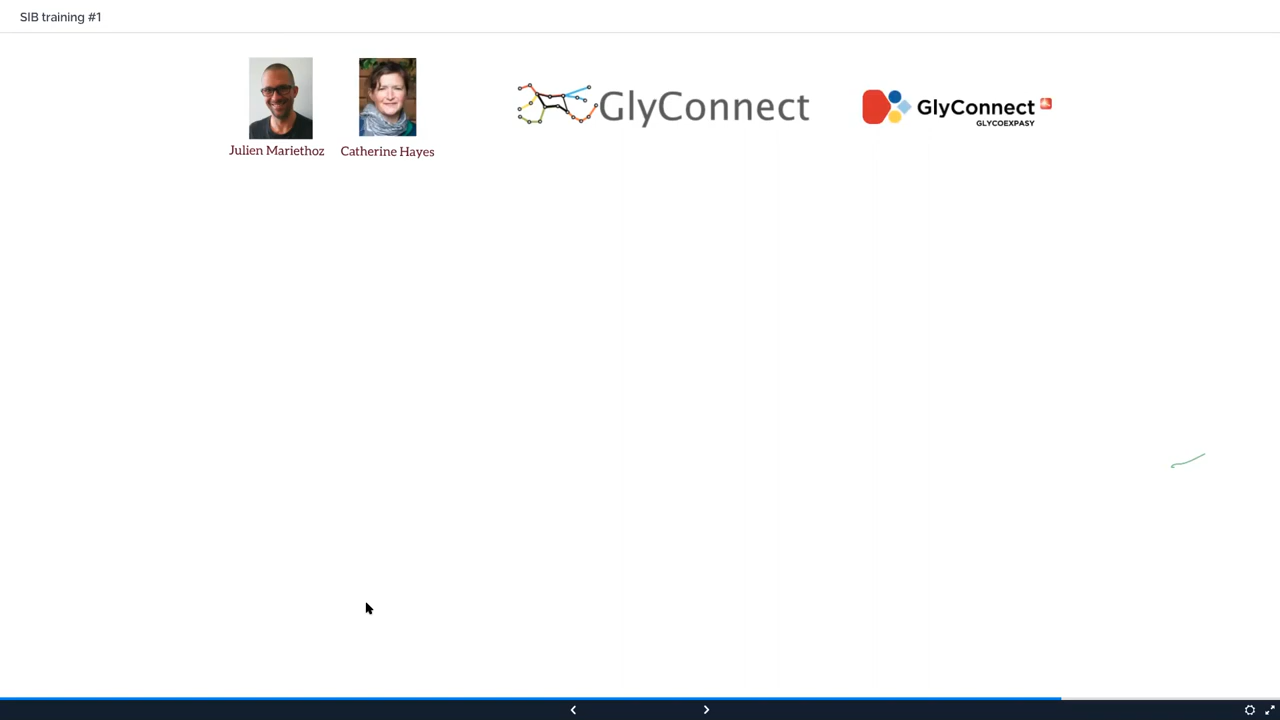 SIB training #1
GlyConnect
GlyConnect
GLYCOEXPASY
Julien Mariethoz
Catherine Hayes